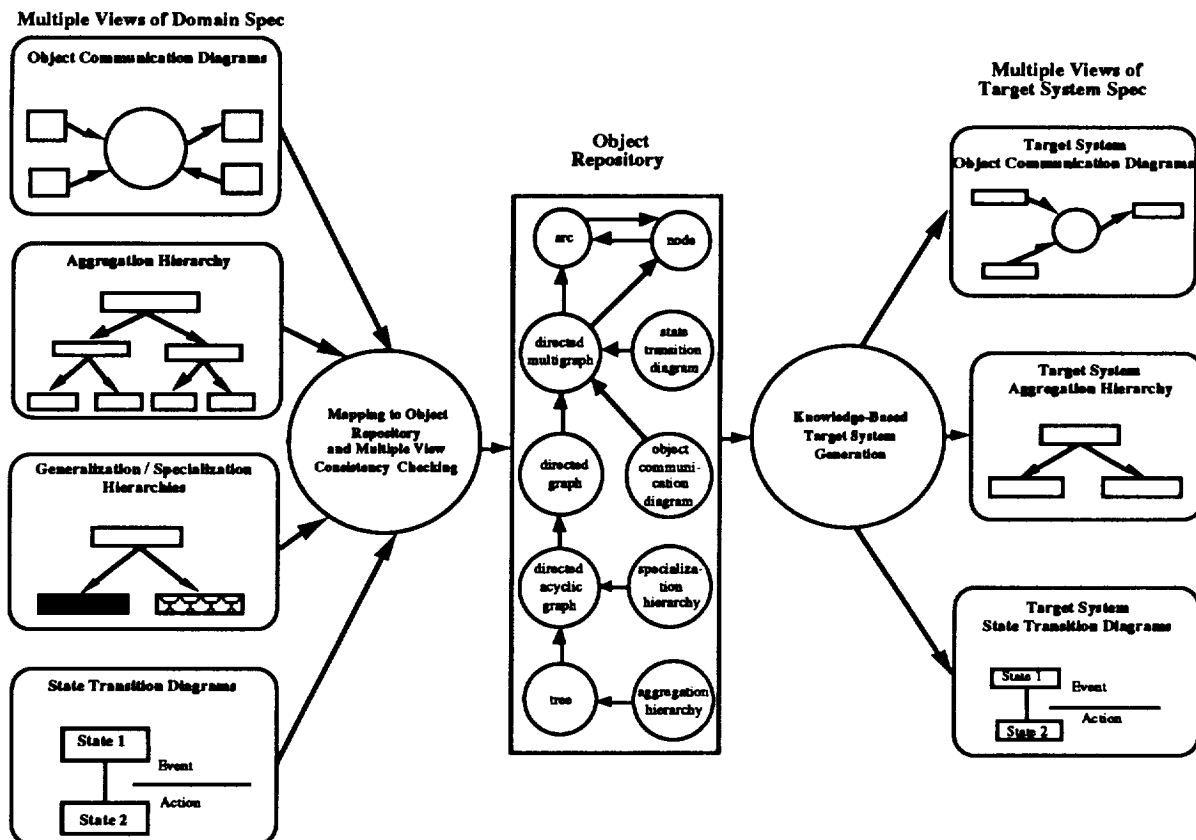 Multiple Views of Domain Spec
Object Communication Diagrams
Aggregation Hierarchy
Generalization / Specialization
Hierarchies
State Transition Diagrams
State 1
Event
Action
State 2
Mapping to Object
Repository
and Multiple View
Consistency Checking
Object
Repository
arc
node
directed
multigraph
state
transition
diagram
directed
graph
object
communi-
cation
diagram
directed
acyclic
graph
specializa-
tion
hierarchy
tree
aggregation
hierarchy
Knowledge-Based
Target System
Generation
Multiple Views of
Target System Spec
Target System
Object Communication Diagrams
Target System
Aggregation Hierarchy
Target System
State Transition Diagrams
State 1
Event
Action
State 2